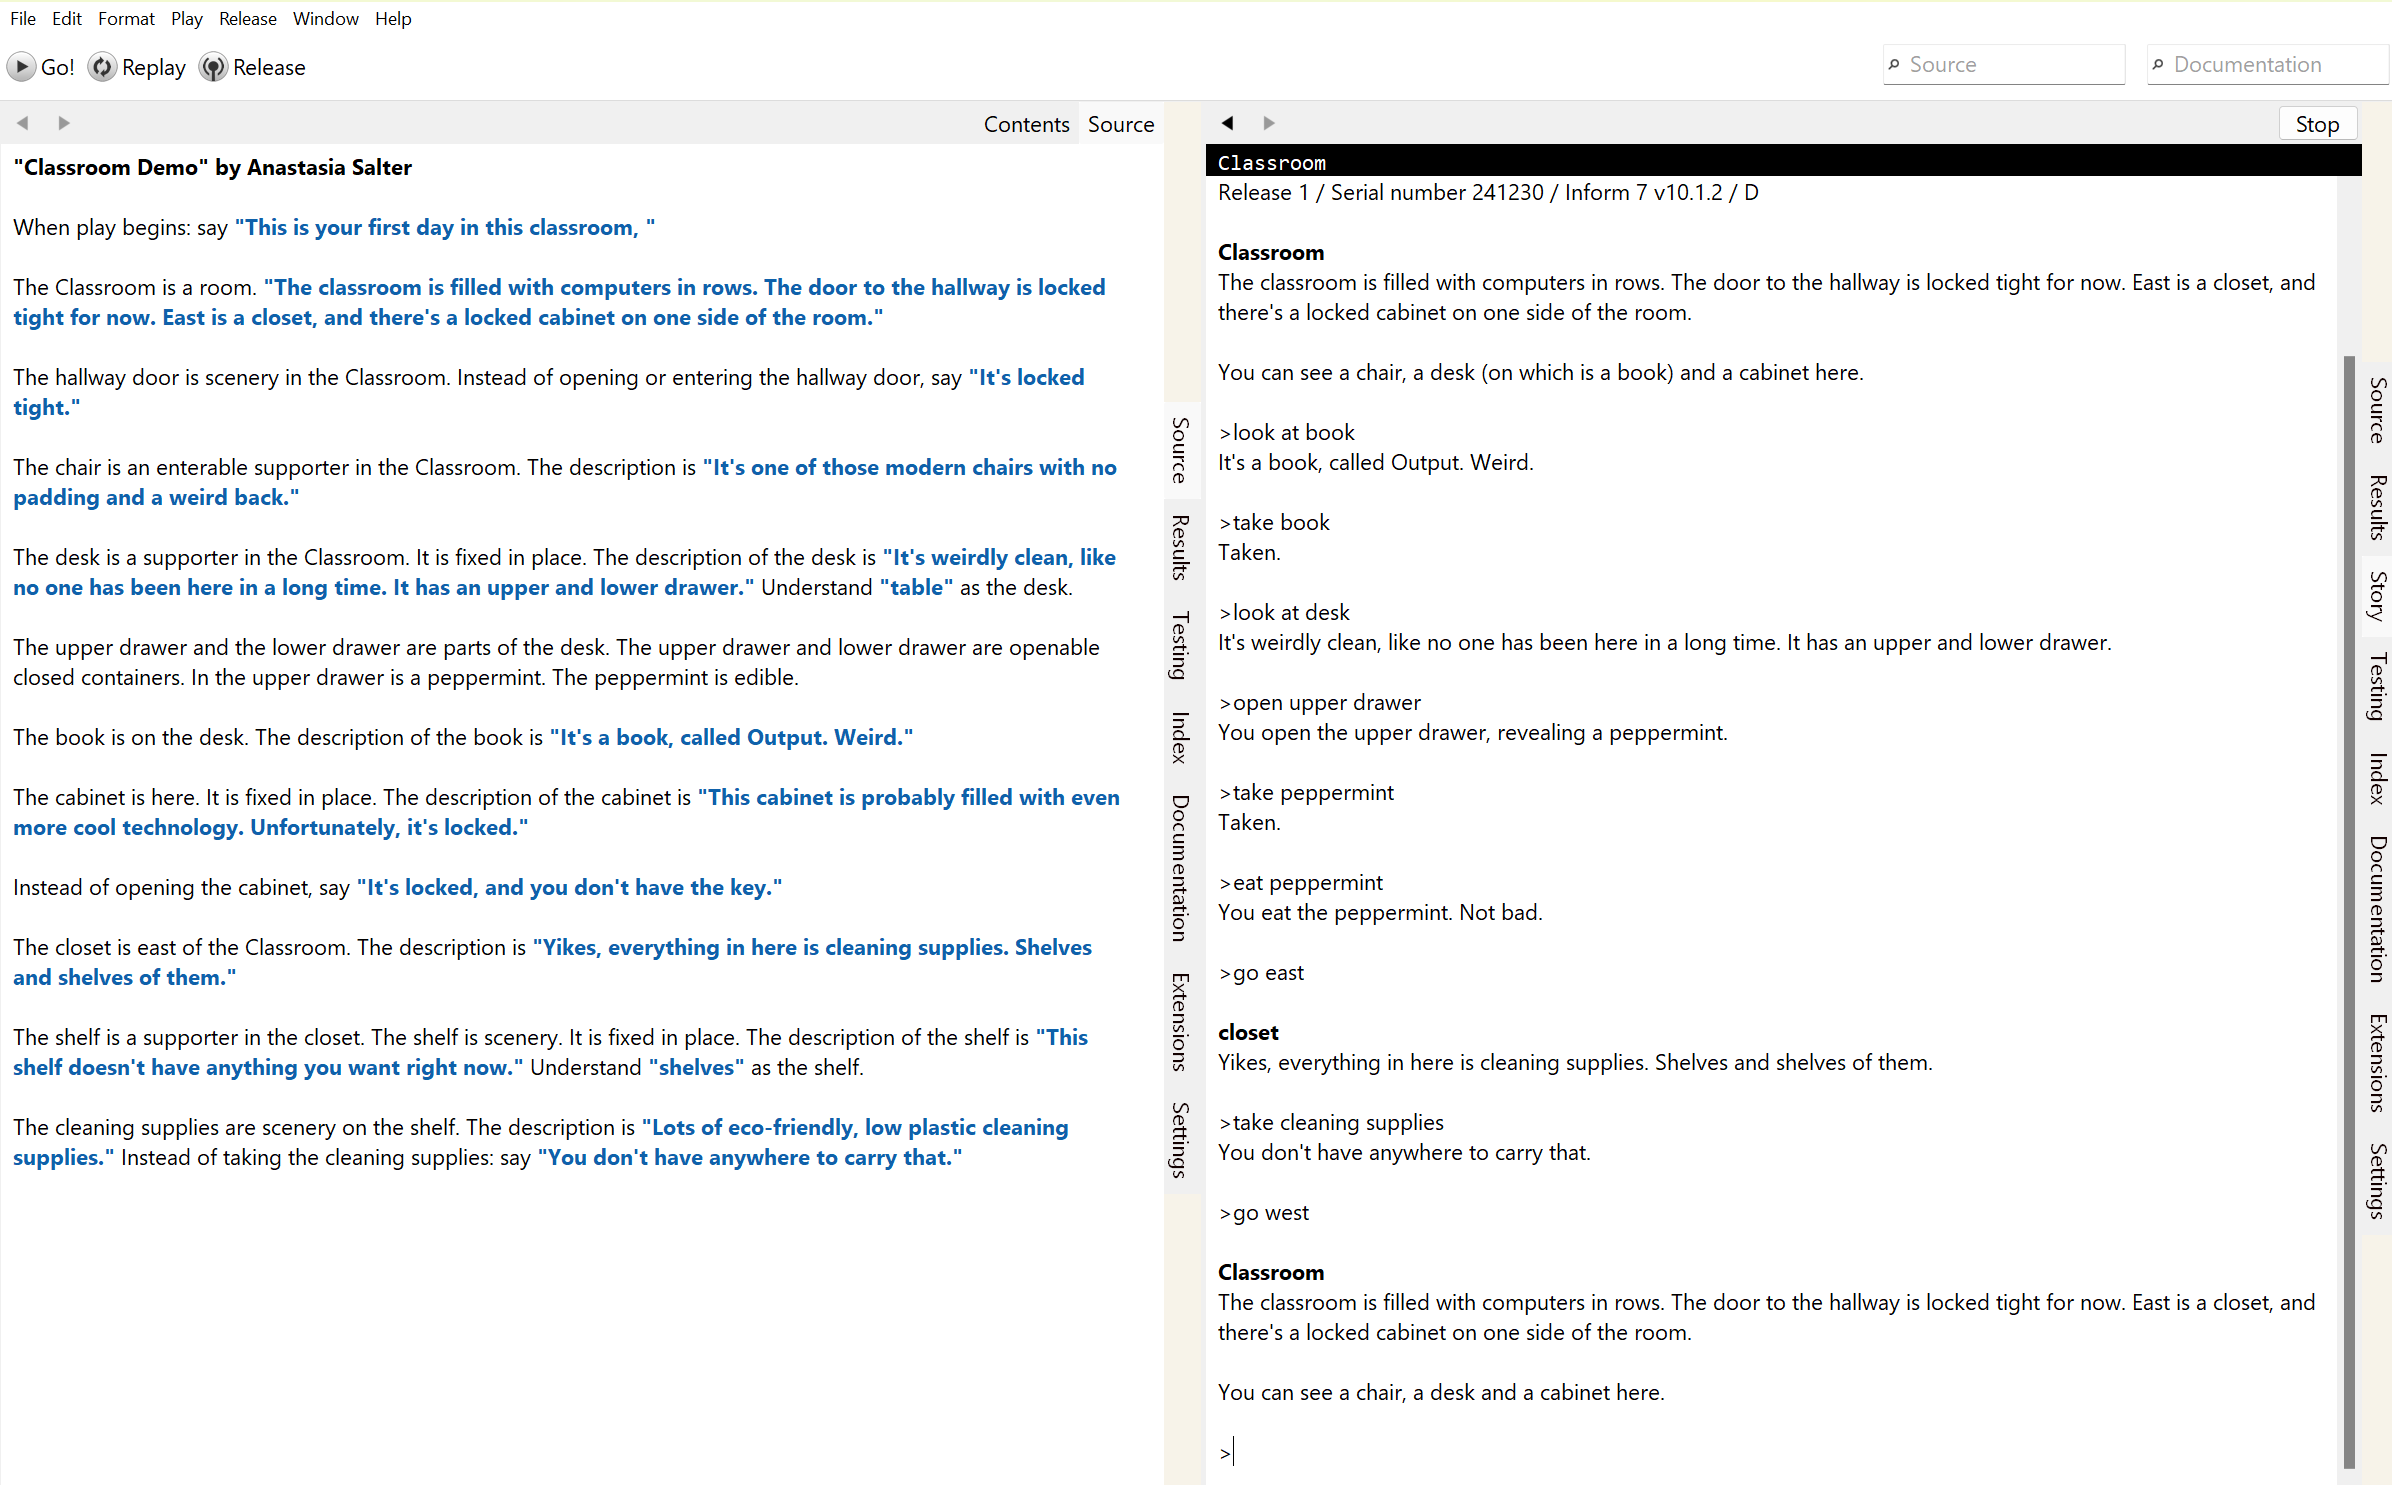 File Edit Format Play Release Window Help
Go! Replay Release
Source
Documentation
Contents Source
"Classroom Demo" by Anastasia Salter
When play begins: say "This is your first day in this classroom, "
The Classroom is a room. "The classroom is filled with computers in rows. The door to the hallway is locked
tight for now. East is a closet, and there's a locked cabinet on one side of the room."
The hallway door is scenery in the Classroom. Instead of opening or entering the hallway door, say "It's locked
tight."
The chair is an enterable supporter in the Classroom. The description is "It's one of those modern chairs with no
padding and a weird back."
The desk is a supporter in the Classroom. It is fixed in place. The description of the desk is "It's weirdly clean, like
no one has been here in a long time. It has an upper and lower drawer." Understand "table" as the desk.
The upper drawer and the lower drawer are parts of the desk. The upper drawer and lower drawer are openable
closed containers. In the upper drawer is a peppermint. The peppermint is edible.
The book is on the desk. The description of the book is "It's a book, called Output. Weird."
The cabinet is here. It is fixed in place. The description of the cabinet is "This cabinet is probably filled with even
more cool technology. Unfortunately, it's locked."
Instead of opening the cabinet, say "It's locked, and you don't have the key."
The closet is east of the Classroom. The description is "Yikes, everything in here is cleaning supplies. Shelves
and shelves of them."
The shelf is a supporter in the closet. The shelf is scenery. It is fixed in place. The description of the shelf is "This
shelf doesn't have anything you want right now." Understand "shelves" as the shelf.
The cleaning supplies are scenery on the shelf. The description is "Lots of eco-friendly, low plastic cleaning
supplies." Instead of taking the cleaning supplies: say "You don't have anywhere to carry that."
Source
Results
Testing
Index
Documentation
Extensions
Settings
Stop
Classroom
Release 1 / Serial number 241230 / Inform 7 v10.1.2 / D
Classroom
The classroom is filled with computers in rows. The door to the hallway is locked tight for now. East is a closet, and
there's a locked cabinet on one side of the room.
You can see a chair, a desk (on which is a book) and a cabinet here.
>look at book
It's a book, called Output. Weird.
>take book
Taken.
>look at desk
It's weirdly clean, like no one has been here in a long time. It has an upper and lower drawer.
>open upper drawer
You open the upper drawer, revealing a peppermint.
>take peppermint
Taken.
>eat peppermint
You eat the peppermint. Not bad.
>go east
closet
Yikes, everything in here is cleaning supplies. Shelves and shelves of them.
>take cleaning supplies
You don't have anywhere to carry that.
>go west
Classroom
The classroom is filled with computers in rows. The door to the hallway is locked tight for now. East is a closet, and
there's a locked cabinet on one side of the room.
You can see a chair, a desk and a cabinet here.
>
Source
Results
Story
Testing
Index
Documentation
Extensions
Settings